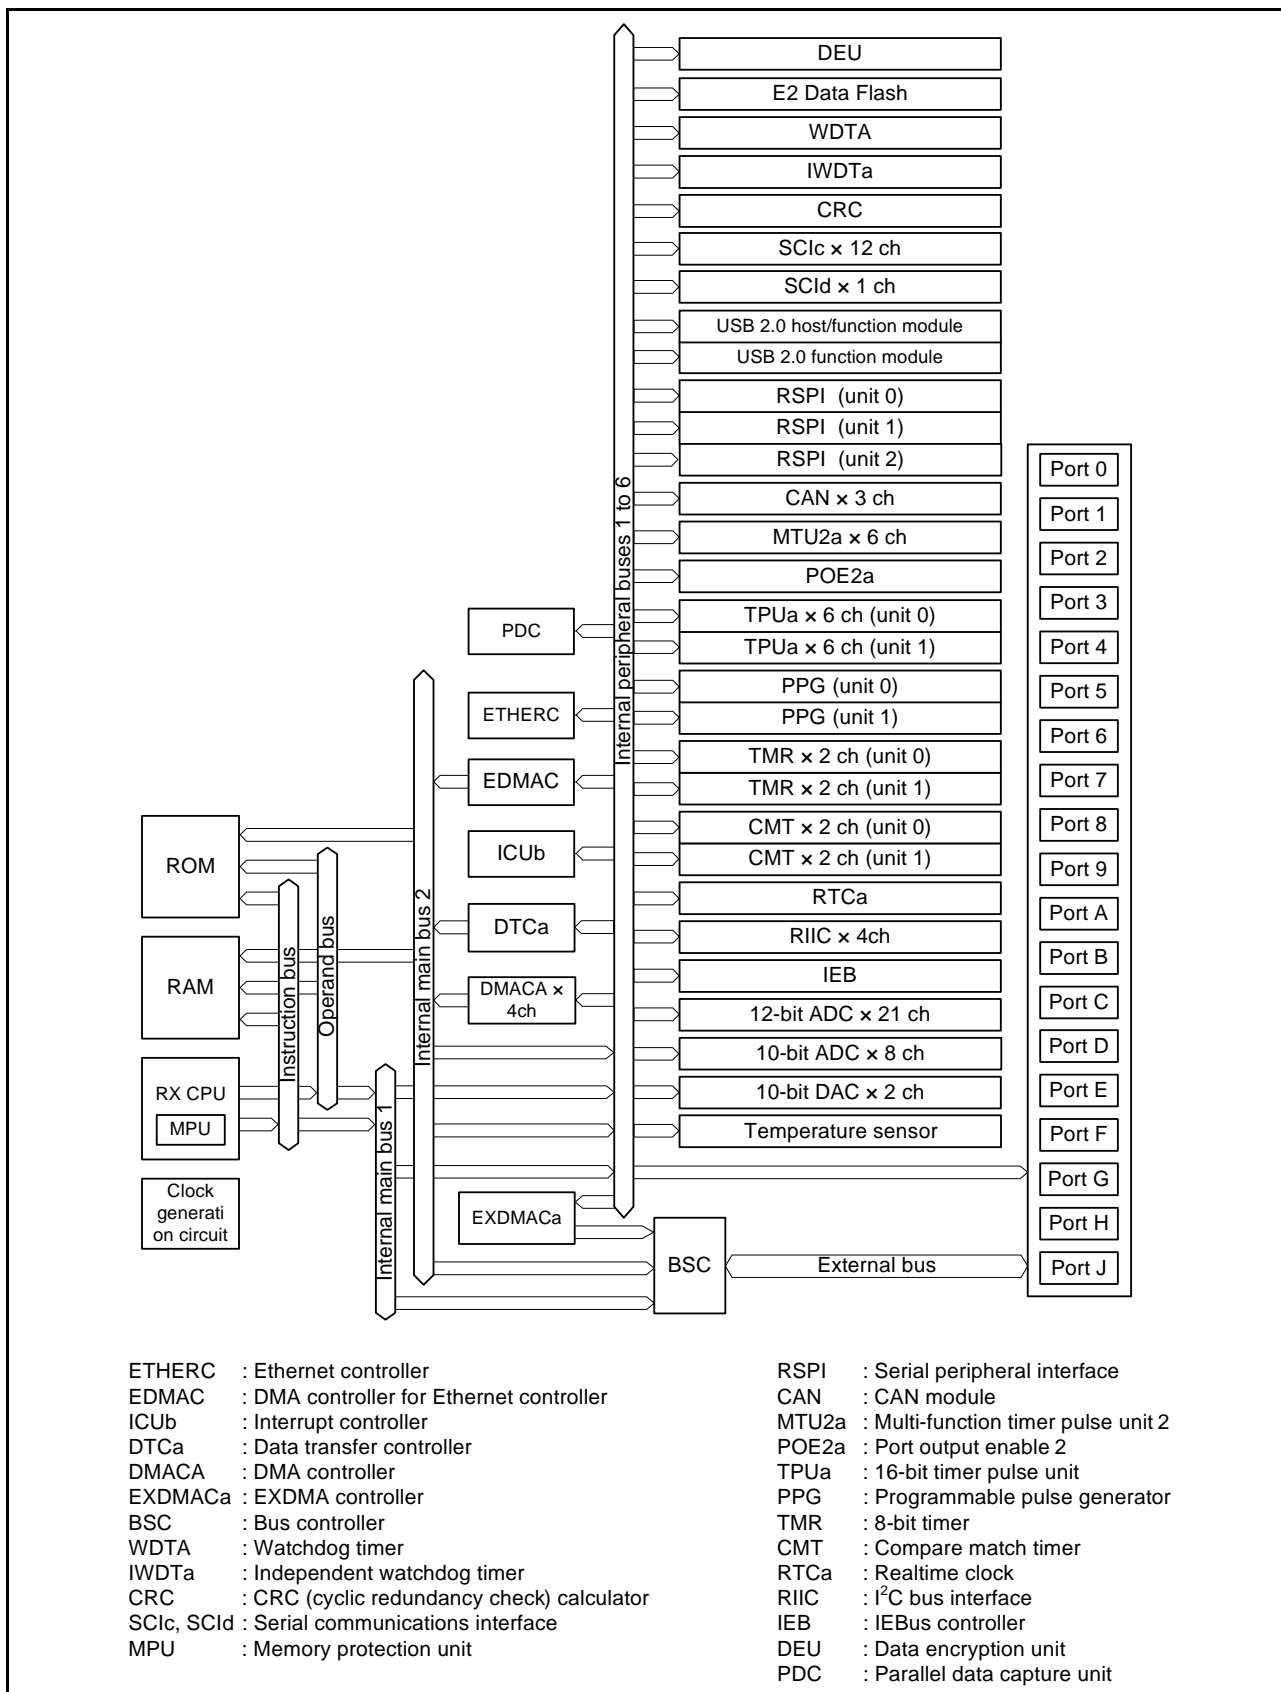 DEU
E2 Data Flash
WDTA
IWDTa
CRC
SCIc × 12 ch
SCId × 1 ch
USB 2.0 host/function module
USB 2.0 function module
RSPI (unit 0)
RSPI (unit 1)
RSPI (unit 2)
CAN × 3 ch
MTU2a × 6 ch
POE2a
TPUa × 6 ch (unit 0)
TPUa × 6 ch (unit 1)
PPG (unit 0)
PPG (unit 1)
TMR × 2 ch (unit 0)
TMR × 2 ch (unit 1)
CMT × 2 ch (unit 0)
CMT × 2 ch (unit 1)
RTCa
RIIC × 4ch
IEB
12-bit ADC × 21 ch
10-bit ADC × 8 ch
10-bit DAC × 2 ch
Temperature sensor
Port 0
Port 1
Port 2
Port 3
Port 4
Port 5
Port 6
Port 7
Port 8
Port 9
Port A
Port B
Port C
Port D
Port E
Port F
Port G
Port H
Port J
Internal peripheral buses 1 to 6
PDC
ETHERC
EDMAC
ICUb
DTCa
DMACA ×
4ch
EXDMACa
BSC
External bus
Internal main bus 2
Internal main bus 1
Operand bus
Instruction bus
ROM
RAM
RX CPU
MPU
Clock
generati
on circuit
ETHERC : Ethernet controller
EDMAC : DMA controller for Ethernet controller
ICUb : Interrupt controller
DTCa : Data transfer controller
DMACA : DMA controller
EXDMACa : EXDMA controller
BSC : Bus controller
WDTA : Watchdog timer
IWDTa : Independent watchdog timer
CRC : CRC (cyclic redundancy check) calculator
SCIc, SCId : Serial communications interface
MPU : Memory protection unit
RSPI : Serial peripheral interface
CAN : CAN module
MTU2a : Multi-function timer pulse unit 2
POE2a : Port output enable 2
TPUa : 16-bit timer pulse unit
PPG : Programmable pulse generator
TMR : 8-bit timer
CMT : Compare match timer
RTCa : Realtime clock
RIIC : I²C bus interface
IEB : IEBus controller
DEU : Data encryption unit
PDC : Parallel data capture unit